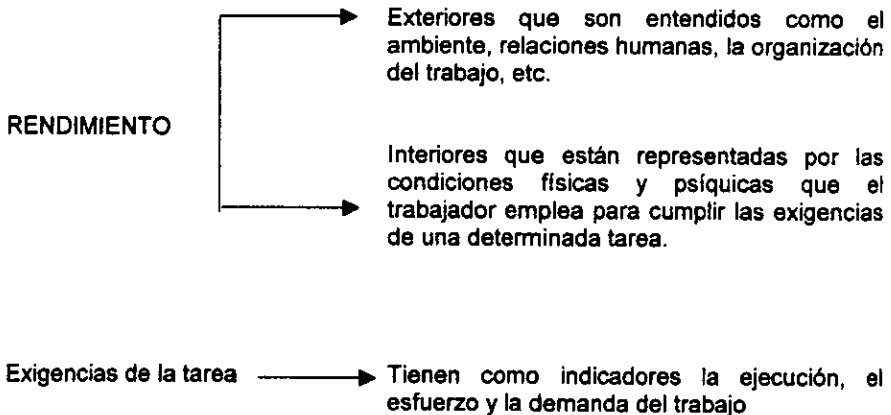 Exteriores que son entendidos como el
ambiente, relaciones humanas, la organización
del trabajo, etc.
RENDIMIENTO
Interiores que están representadas por las
condiciones físicas y psíquicas que el
trabajador emplea para cumplir las exigencias
de una determinada tarea.
Exigencias de la tarea
Tienen como indicadores la ejecución, el
esfuerzo y la demanda del trabajo